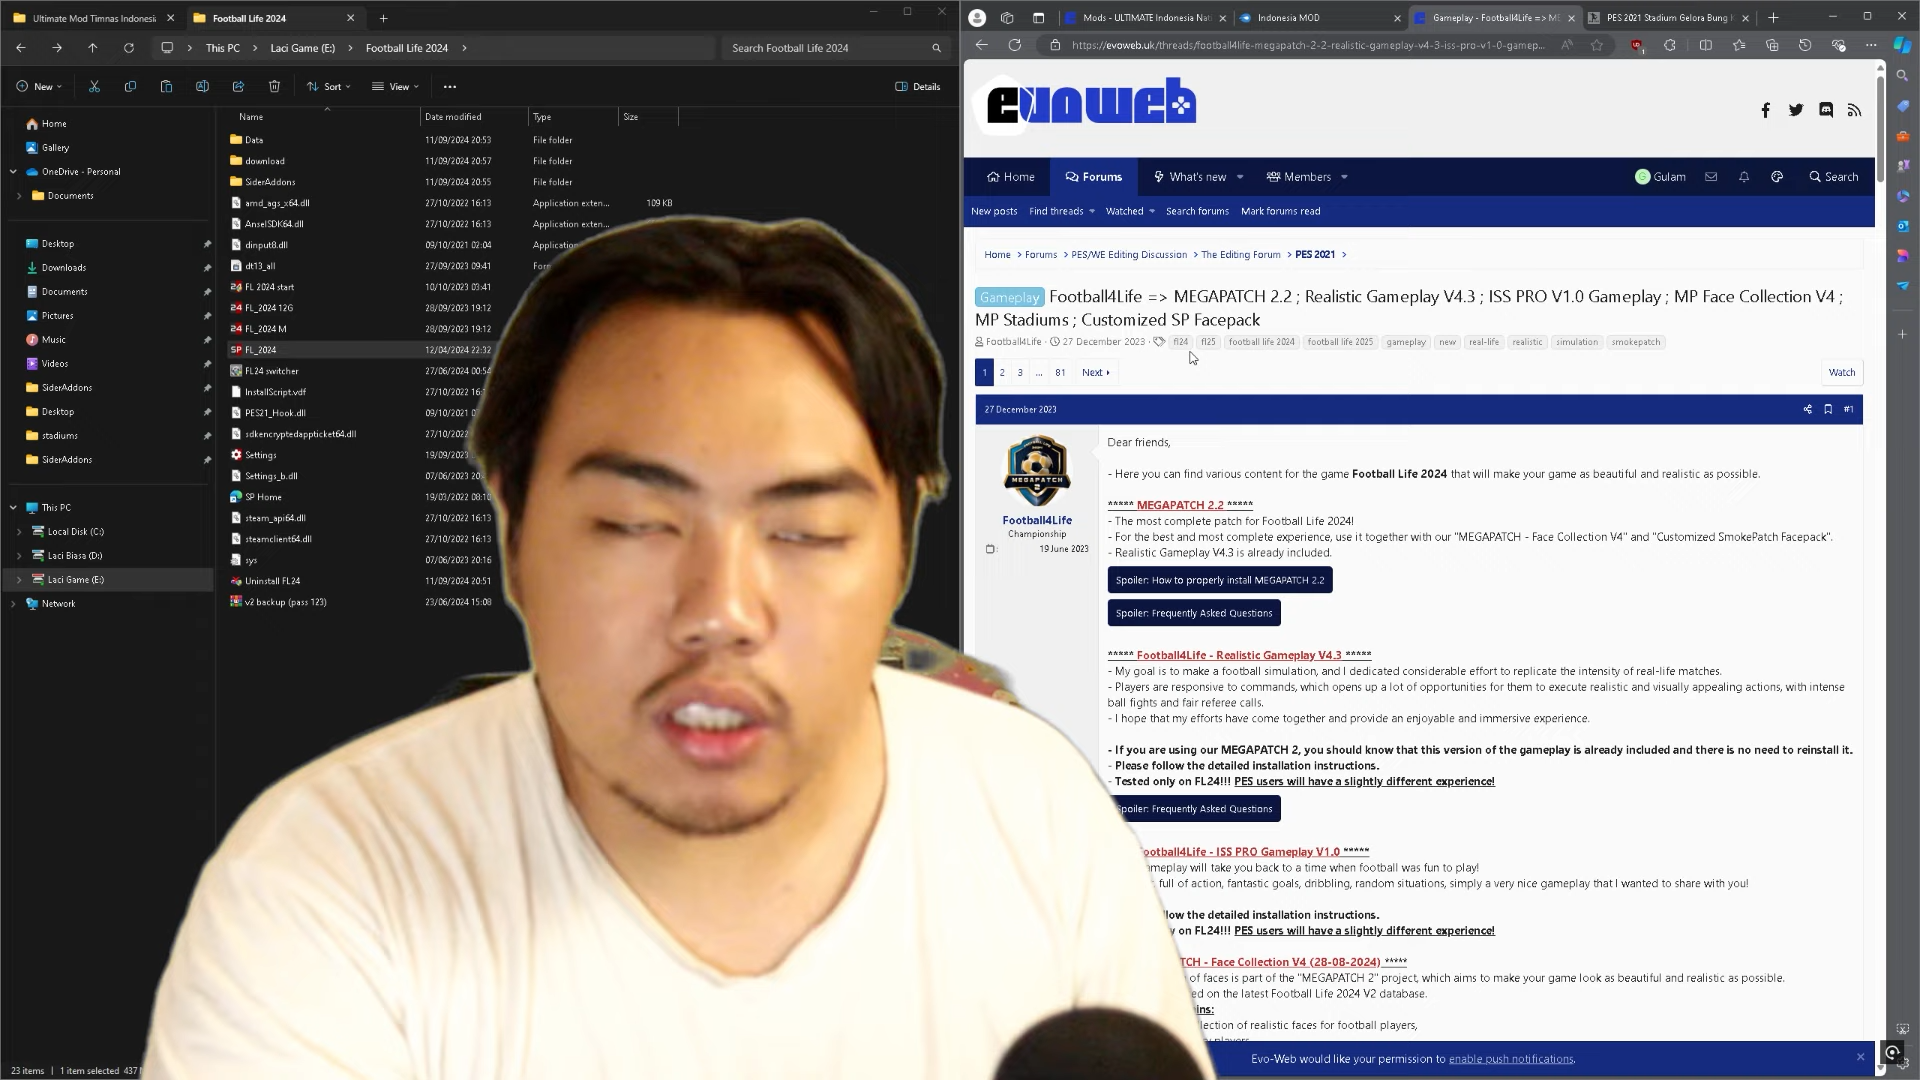 Ultimate Mod Timnas Indonesi
Football Life 2024
This PC
Laci Game (E:)
Football Life 2024
Search Football Life 2024
New
Sort
View
Details
Home
Gallery
OneDrive - Personal
Documents
Desktop
Downloads
Documents
Pictures
Music
Videos
SiderAddons
Desktop
stadiums
SiderAddons
This PC
Local Disk (C:)
Laci Biasa (D:)
Laci Game (E:)
Network
Name Date modified Type Size
Data 11/09/2024 20:53 File folder
download 11/09/2024 20:57 File folder
SiderAddons 11/09/2024 20:55 File folder
amd_ags_x64.dll 27/10/2022 16:13 Application exten... 109 KB
AnselSDK64.dll 27/10/2022 16:13 Application exten...
dinput8.dll 09/10/2021 02:04
dt13_all 27/09/2023 09:41
FL 2024 start 10/10/2023 03:41
FL_2024 12G 28/09/2023 19:12
FL_2024 M 28/09/2023 19:12
FL_2024 12/04/2024 22:32
FL24 switcher 27/06/2024 00:54
InstallScript.vdf 27/10/2022
PES21_Hook.dll 09/10/2021
sdkencryptedappticket64.dll 27/10/2022
Settings 19/09/202
Settings_b.dll 07/06/2023 20
SP Home 19/03/2022 08:10
steam_api64.dll 27/10/2022 16:13
steamclient64.dll 27/10/2022 16:13
sys 07/06/2023 20:16
Uninstall FL24 11/09/2024 20:51
v2 backup (pass 123) 23/06/2024 15:08
23 items 1 item selected 437
Mods - ULTIMATE Indonesia Nat
Indonesia MOD
Gameplay - Football4Life => ME
PES 2021 Stadium Gelora Bung
https://evoweb.uk/threads/football4life-megapatch-2-2-realistic-gameplay-v4-3-iss-pro-v1-0-gamep...
evoweb
Home
Forums
What's new
Members
Gulam
Search
New posts
Find threads
Watched
Search forums
Mark forums read
Home > Forums > PES/WE Editing Discussion > The Editing Forum > PES 2021 >
Gameplay Football4Life => MEGAPATCH 2.2 ; Realistic Gameplay V4.3 ; ISS PRO V1.0 Gameplay ; MP Face Collection V4 ;
MP Stadiums ; Customized SP Facepack
Football4Life · 27 December 2023 · fl24 fl25 football life 2024 football life 2025 gameplay new real-life realistic simulation smokepatch
1 2 3 ... 81 Next
Watch
27 December 2023
#1
MEGAPATCH
Football4Life
Championship
19 June 2023
Dear friends,
- Here you can find various content for the game Football Life 2024 that will make your game as beautiful and realistic as possible.
***** MEGAPATCH 2.2 *****
- The most complete patch for Football Life 2024!
- For the best and most complete experience, use it together with our "MEGAPATCH - Face Collection V4" and "Customized SmokePatch Facepack".
- Realistic Gameplay V4.3 is already included.
Spoiler: How to properly install MEGAPATCH 2.2
Spoiler: Frequently Asked Questions
***** Football4Life - Realistic Gameplay V4.3 *****
- My goal is to make a football simulation, and I dedicated considerable effort to replicate the intensity of real-life matches.
- Players are responsive to commands, which opens up a lot of opportunities for them to execute realistic and visually appealing actions, with intense
ball fights and fair referee calls.
- I hope that my efforts have come together and provide an enjoyable and immersive experience.
- If you are using our MEGAPATCH 2, you should know that this version of the gameplay is already included and there is no need to reinstall it.
- Please follow the detailed installation instructions.
- Tested only on FL24!!! PES users will have a slightly different experience!
Spoiler: Frequently Asked Questions
ootball4Life - ISS PRO Gameplay V1.0 *****
ameplay will take you back to a time when football was fun to play!
full of action, fantastic goals, dribbling, random situations, simply a very nice gameplay that I wanted to share with you!
low the detailed installation instructions.
y on FL24!!! PES users will have a slightly different experience!
TCH - Face Collection V4 (28-08-2024) *****
of faces is part of the "MEGAPATCH 2" project, which aims to make your game look as beautiful and realistic as possible.
ed on the latest Football Life 2024 V2 database.
ins:
lection of realistic faces for football players,
Evo-Web would like your permission to enable push notifications.